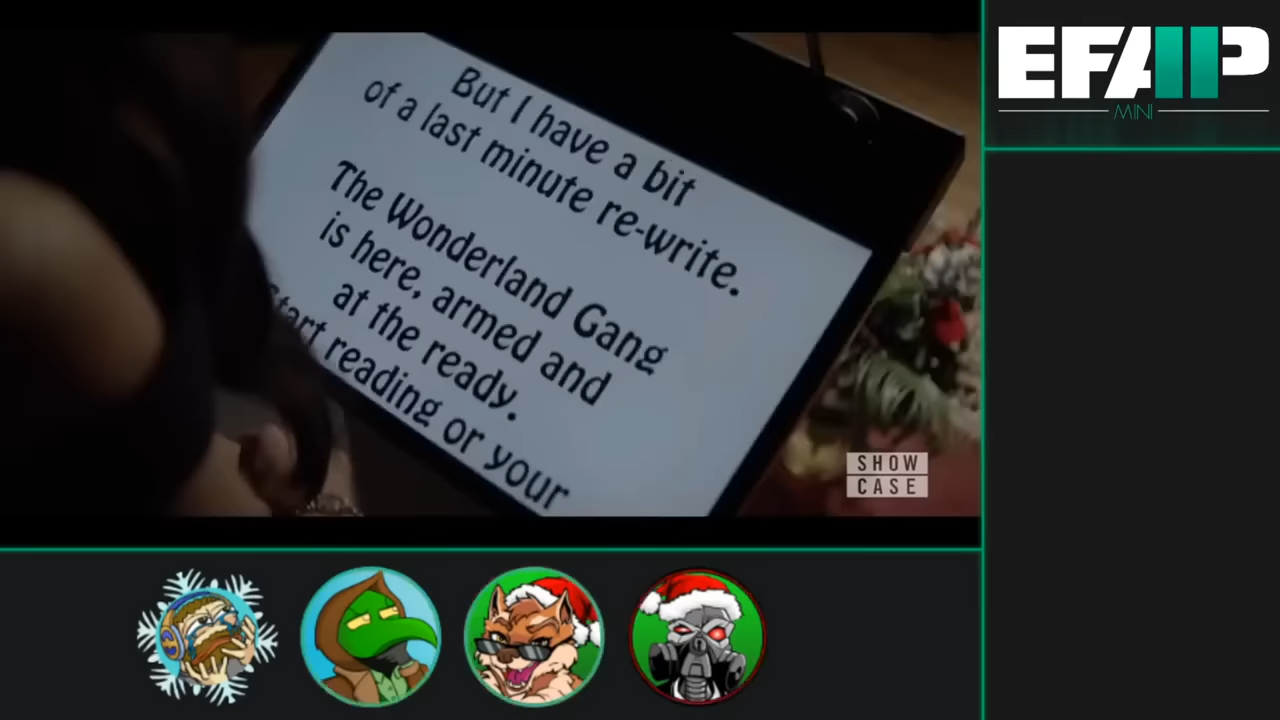 But I have a bit
of a last minute re-write.
The Wonderland Gang
is here, armed and
at the ready.
start reading or your
SHOW
CASE
EFAP
MINI